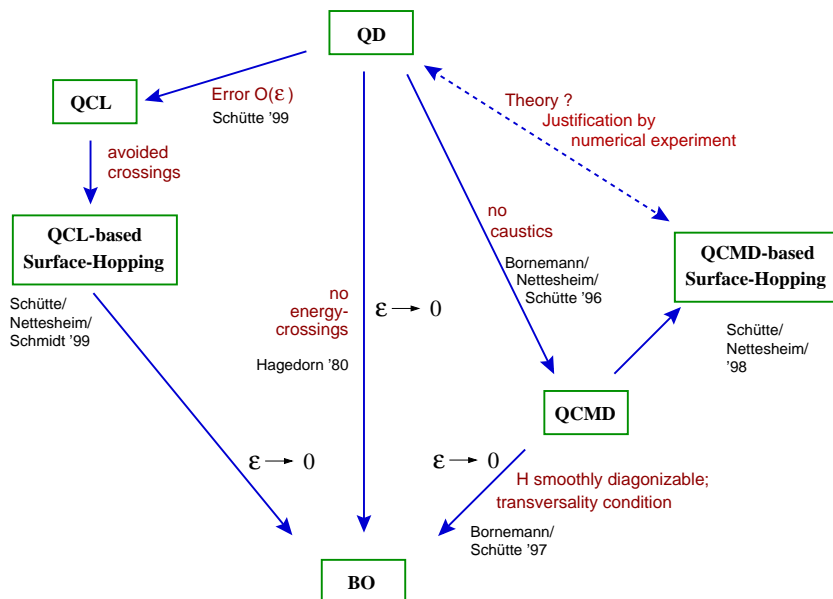 QD
QCL
Error O(ε)
Schütte '99
Theory ?
Justification by
numerical experiment
avoided
crossings
no
caustics
QCL-based
Surface-Hopping
QCMD-based
Surface-Hopping
Bornemann/
Nettesheim/
Schütte '96
Schütte/
Nettesheim/
Schmidt '99
no
energy-
crossings
ε → 0
Schütte/
Nettesheim/
'98
Hagedorn '80
QCMD
ε → 0
ε → 0
H smoothly diagonizable;
transversality condition
Bornemann/
Schütte '97
BO